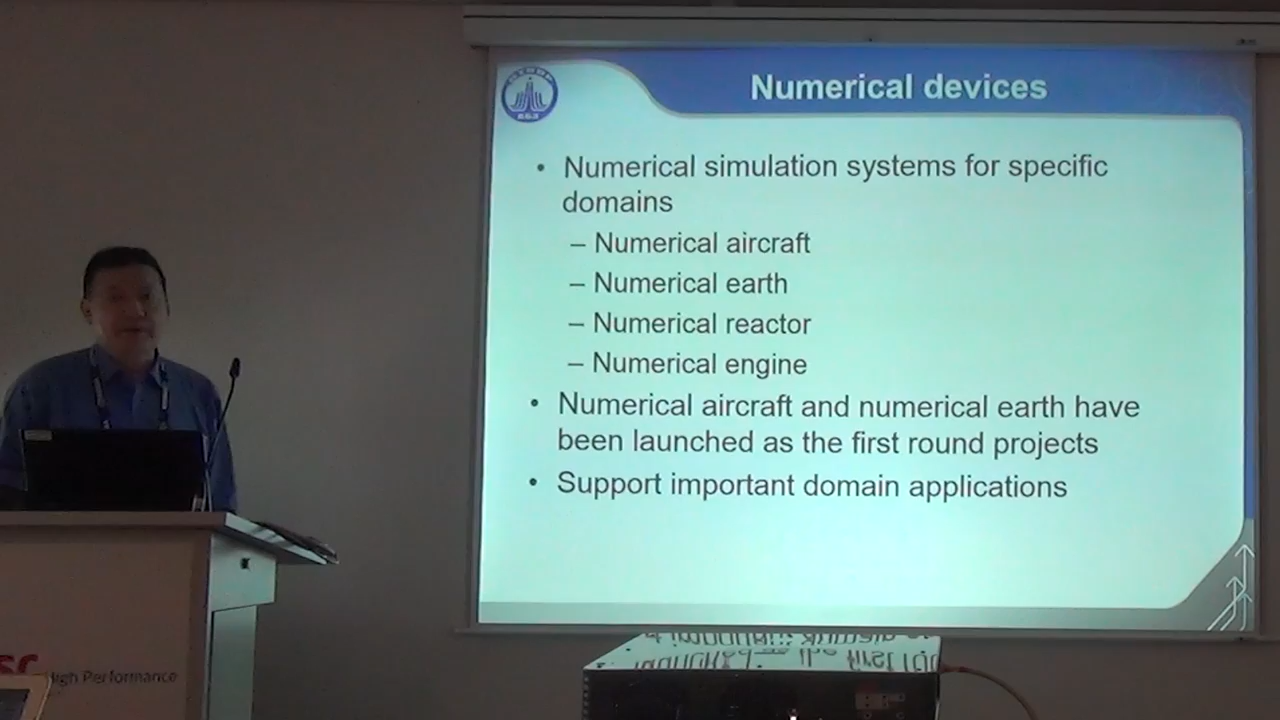 Numerical devices
• Numerical simulation systems for specific
domains
– Numerical aircraft
– Numerical earth
– Numerical reactor
– Numerical engine
• Numerical aircraft and numerical earth have
been launched as the first round projects
• Support important domain applications
SC
High Performance